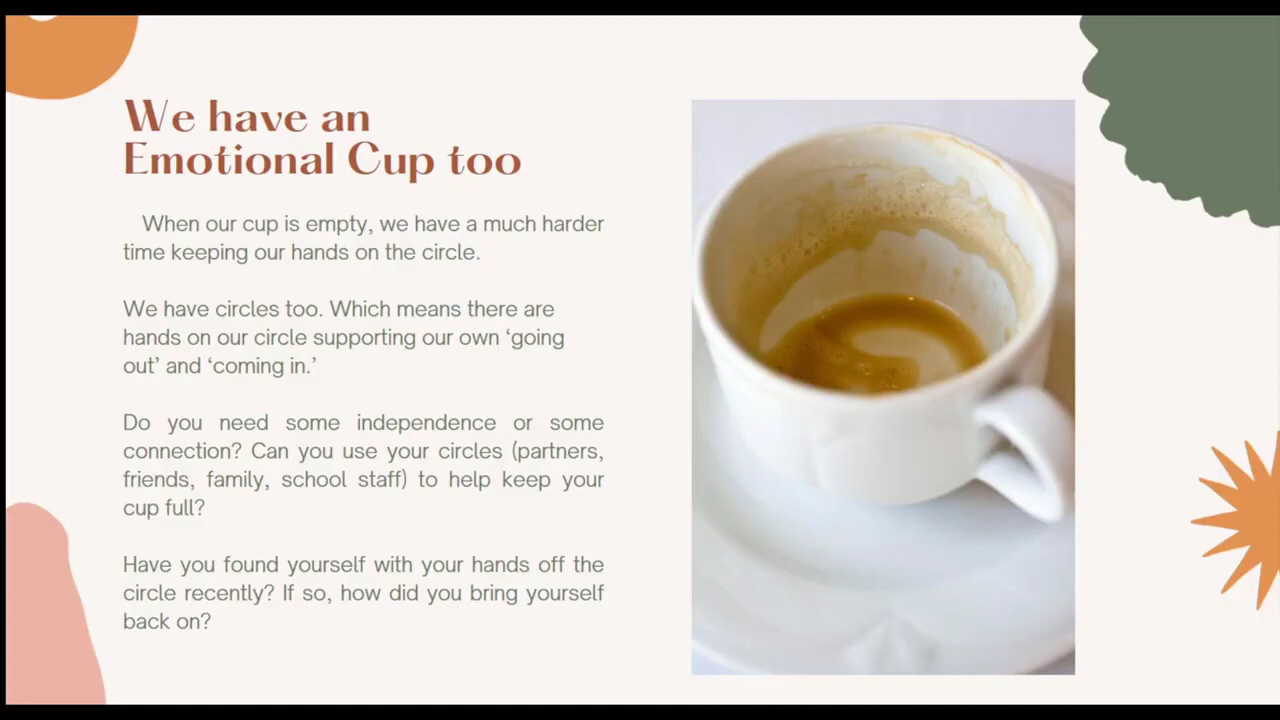 We have an
Emotional Cup too
When our cup is empty, we have a much harder
time keeping our hands on the circle.
We have circles too. Which means there are
hands on our circle supporting our own ‘going
out’ and ‘coming in.’
Do you need some independence or some
connection? Can you use your circles (partners,
friends, family, school staff) to help keep your
cup full?
Have you found yourself with your hands off the
circle recently? If so, how did you bring yourself
back on?